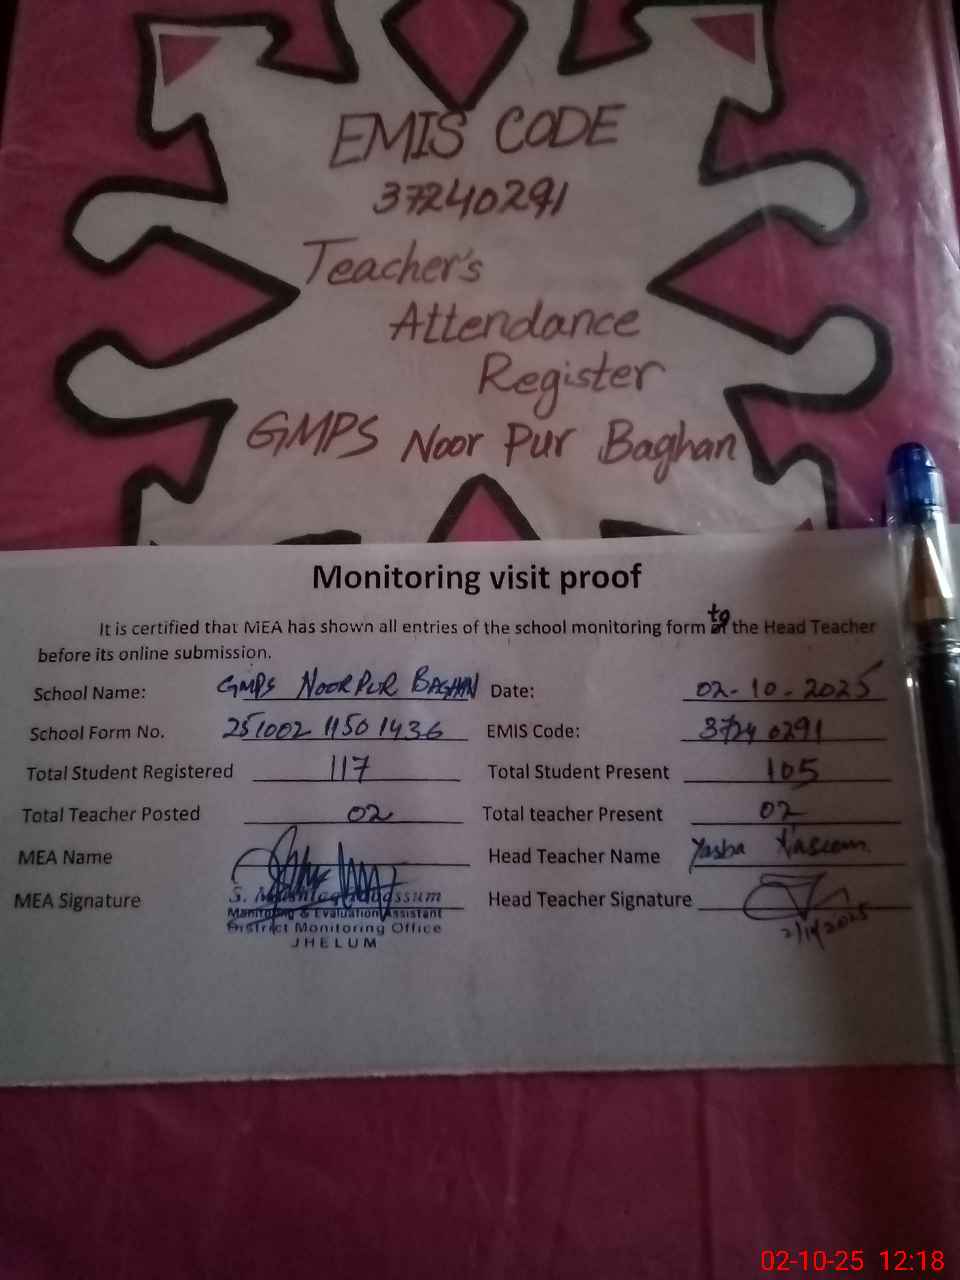 EMIS CODE
37240291
Teacher's
Attendance
Register
GMPS Noor Pur Baghan
Monitoring visit proof
It is certified that MEA has shown all entries of the school monitoring form to the Head Teacher
before its online submission.
School Name: GMPS NOOR PUR BAGHAN Date: 02-10-2025
School Form No. 251002 1150 1436 EMIS Code: 37240291
Total Student Registered 117 Total Student Present 105
Total Teacher Posted 02 Total teacher Present 02
MEA Name Head Teacher Name Yasba
MEA Signature Head Teacher Signature
S.
Monitoring & Evaluation Assistant
District Monitoring Office
JHELUM
02-10-25 12:18